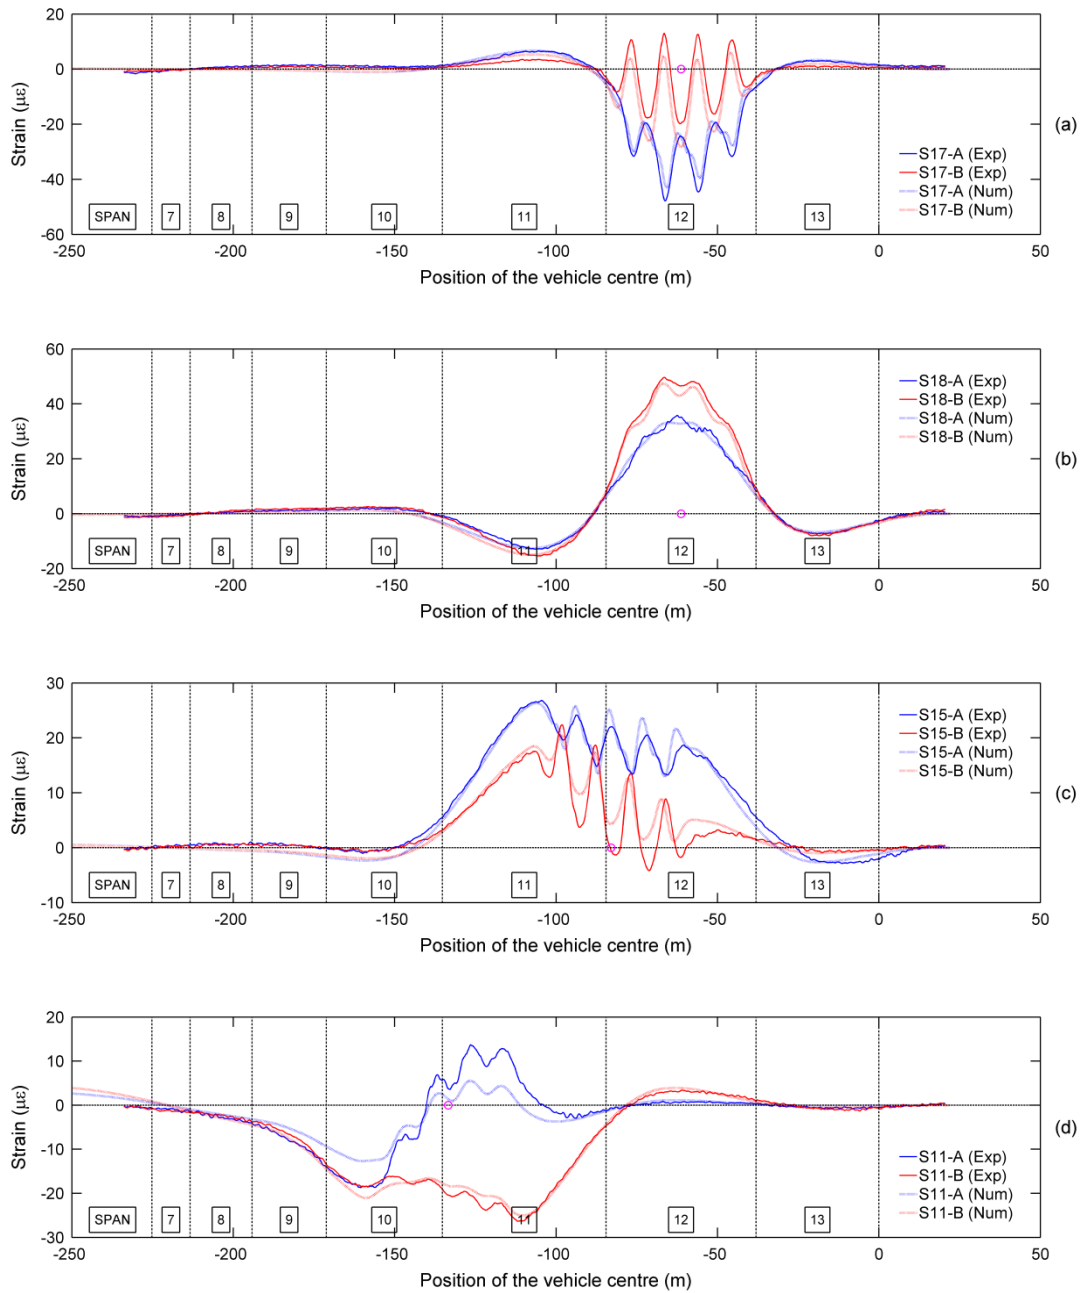 20
0
-20
-40
-60
Strain (με)
S17-A (Exp)
S17-B (Exp)
S17-A (Num)
S17-B (Num)
(a)
SPAN 7 8 9 10 11 12 13
-250 -200 -150 -100 -50 0 50
Position of the vehicle centre (m)
60
40
20
0
-20
Strain (με)
S18-A (Exp)
S18-B (Exp)
S18-A (Num)
S18-B (Num)
(b)
SPAN 7 8 9 10 11 12 13
-250 -200 -150 -100 -50 0 50
Position of the vehicle centre (m)
30
20
10
0
-10
Strain (με)
S15-A (Exp)
S15-B (Exp)
S15-A (Num)
S15-B (Num)
(c)
SPAN 7 8 9 10 11 12 13
-250 -200 -150 -100 -50 0 50
Position of the vehicle centre (m)
20
10
0
-10
-20
-30
Strain (με)
S11-A (Exp)
S11-B (Exp)
S11-A (Num)
S11-B (Num)
(d)
SPAN 7 8 9 10 11 12 13
-250 -200 -150 -100 -50 0 50
Position of the vehicle centre (m)